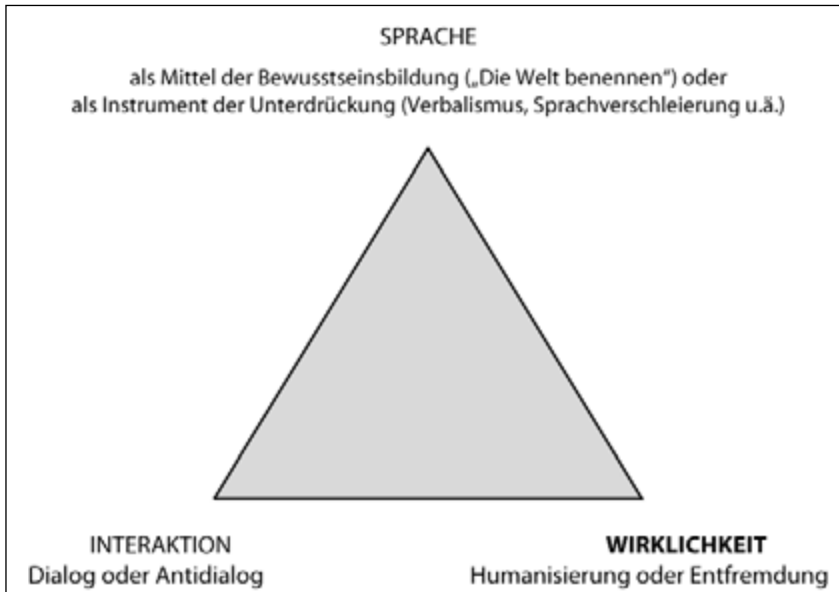 SPRACHE
als Mittel der Bewusstseinsbildung („Die Welt benennen“) oder
als Instrument der Unterdrückung (Verbalismus, Sprachverschleierung u.ä.)
INTERAKTION
Dialog oder Antidialog
WIRKLICHKEIT
Humanisierung oder Entfremdung